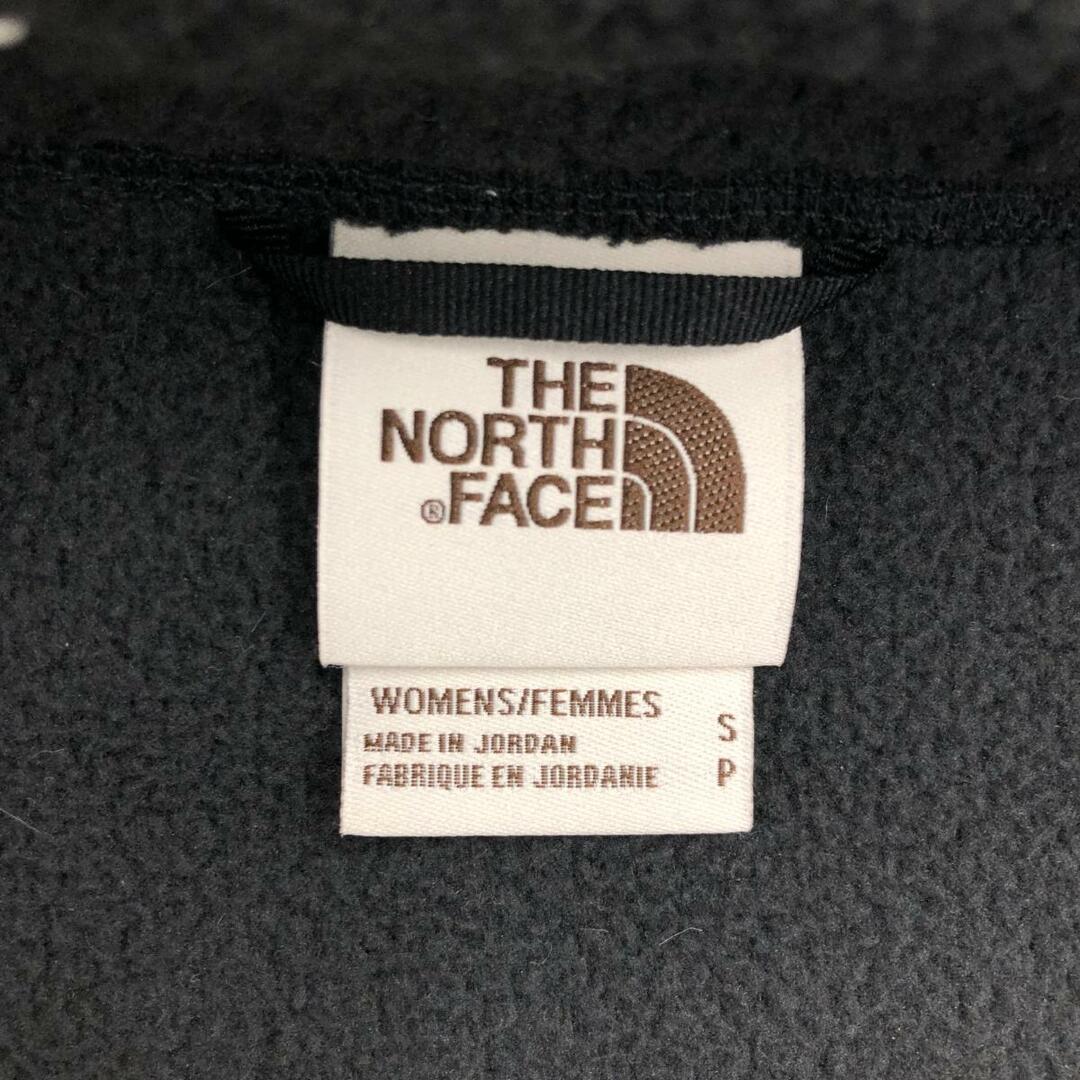 THE
NORTH
®FACE
WOMENS/FEMMES S
MADE IN JORDAN
FABRIQUE EN JORDANIE P